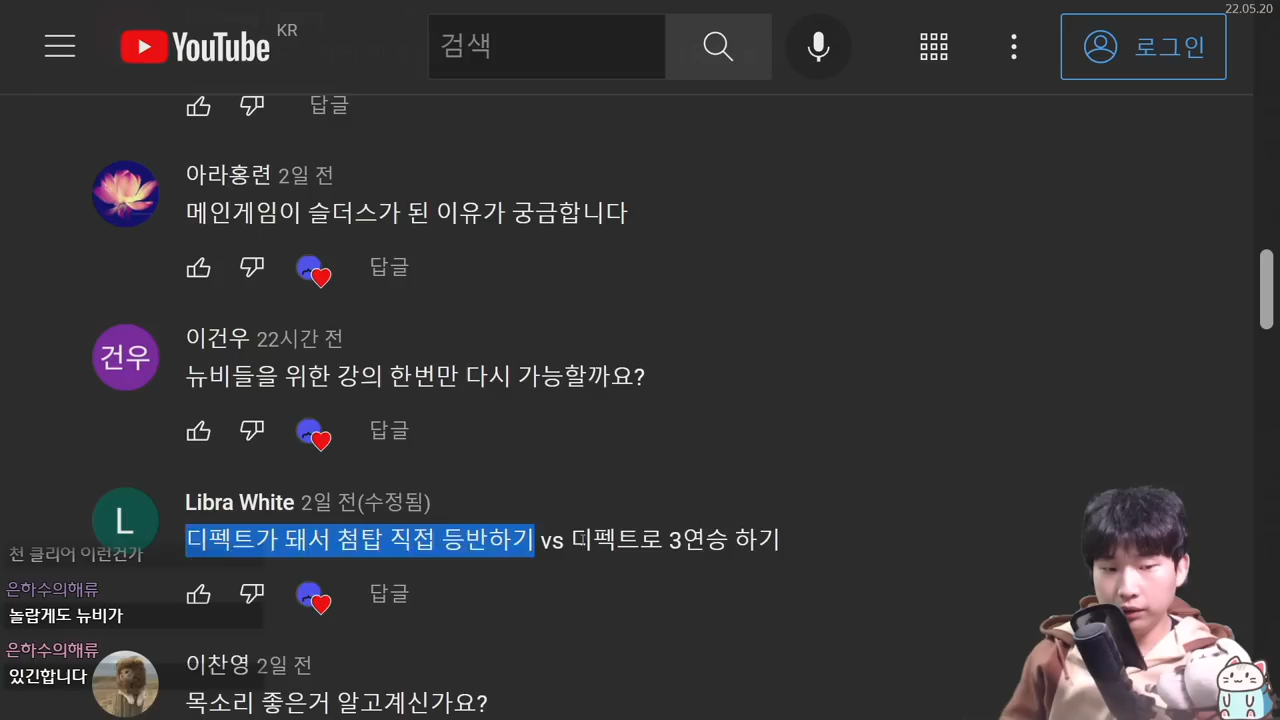 22.05.20
YouTube KR
검색
로그인
답글
아라홍련 2일 전
메인게임이 슬더스가 된 이유가 궁금합니다
답글
건우
이건우 22시간 전
뉴비들을 위한 강의 한번만 다시 가능할까요?
답글
L
Libra White 2일 전(수정됨)
디펙트가 돼서 첨탑 직접 등반하기 vs 디펙트로 3연승 하기
천 클리어 이런건가
은하수의해류
놀랍게도 뉴비가
답글
은하수의해류
있긴합니다
이찬영 2일 전
목소리 좋은거 알고계신가요?